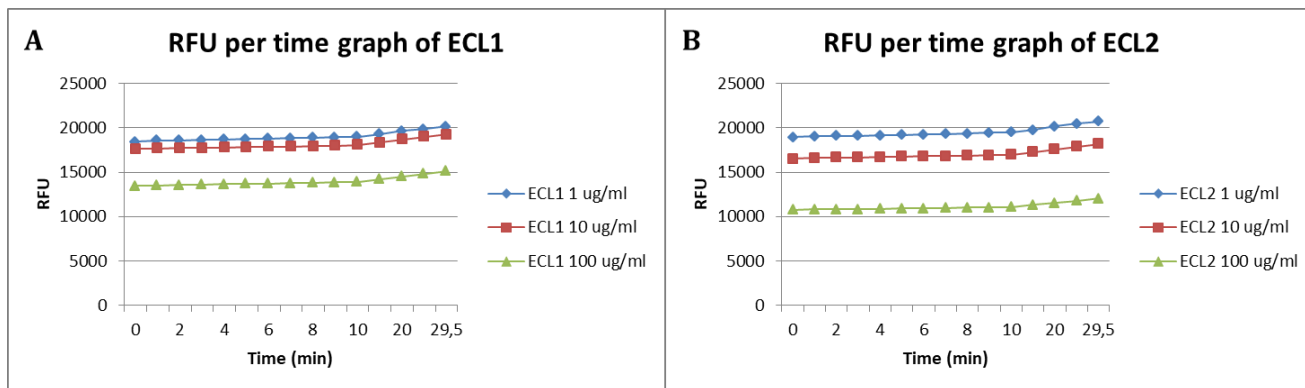 A
RFU per time graph of ECL1
25000
20000
15000
10000
5000
0
RFU
0 2 4 6 8 10 20 29,5
Time (min)
ECL1 1 ug/ml
ECL1 10 ug/ml
ECL1 100 ug/ml
B
RFU per time graph of ECL2
25000
20000
15000
10000
5000
0
RFU
0 2 4 6 8 10 20 29,5
Time (min)
ECL2 1 ug/ml
ECL2 10 ug/ml
ECL2 100 ug/ml